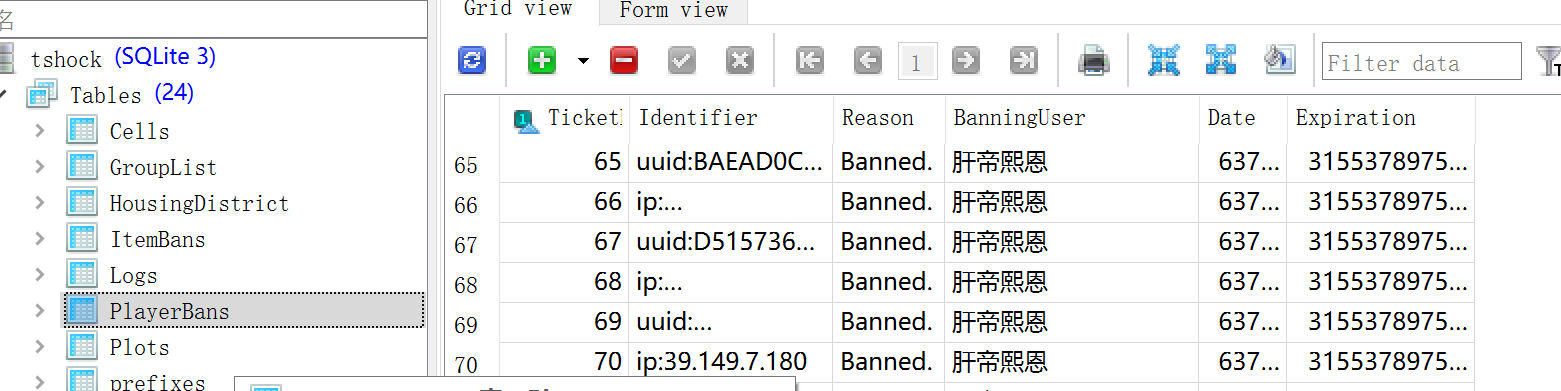 Grid view Form view
名
tshock (SQLite 3)
1
Filter data
Tables (24)
Cells
GroupList
HousingDistrict
ItemBans
Logs
PlayerBans
Plots
prefixes
Identifier Reason BanningUser Date Expiration
65 65 uuid:BAEAD0C... Banned. 肝帝熙恩 637... 3155378975...
66 66 ip:... Banned. 肝帝熙恩 637... 3155378975...
67 67 uuid:D515736... Banned. 肝帝熙恩 637... 3155378975...
68 68 ip:... Banned. 肝帝熙恩 637... 3155378975...
69 69 uuid:... Banned. 肝帝熙恩 637... 3155378975...
70 70 ip:39.149.7.180 Banned. 肝帝熙恩 637... 3155378975...